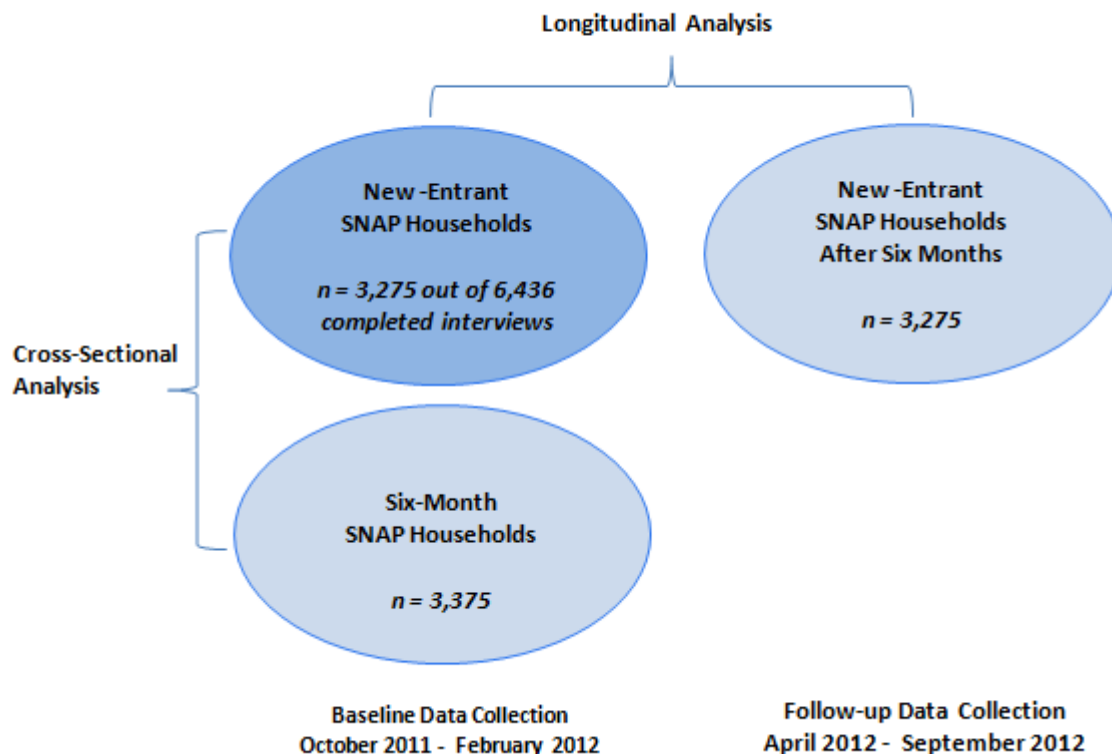 Longitudinal Analysis
New -Entrant
SNAP Households
n = 3,275 out of 6,436
completed interviews
New -Entrant
SNAP Households
After Six Months
n = 3,275
Cross-Sectional
Analysis
Six-Month
SNAP Households
n = 3,375
Baseline Data Collection
October 2011 - February 2012
Follow-up Data Collection
April 2012 - September 2012